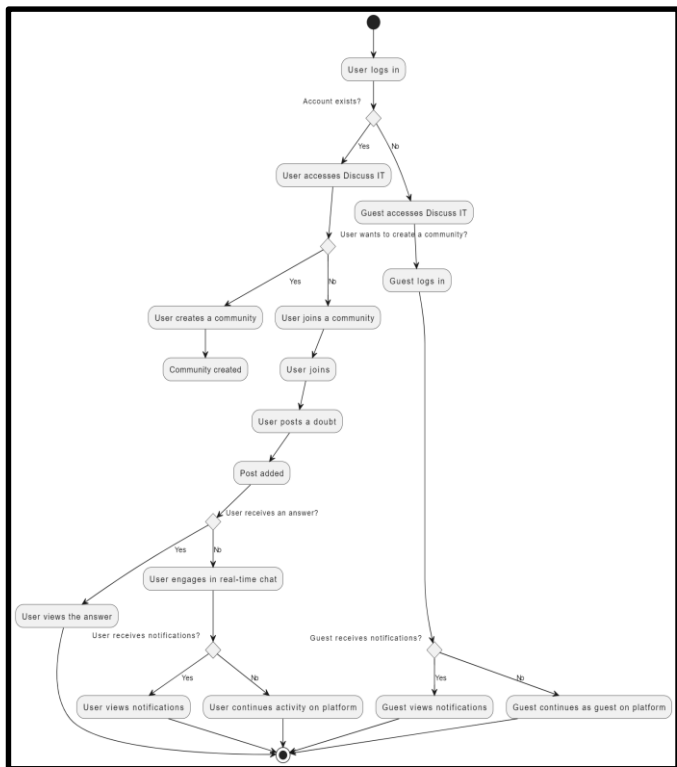 User logs in
Account exists?
Yes
No
User accesses Discuss IT
Guest accesses Discuss IT
User wants to create a community?
Guest logs in
Yes
No
User creates a community
User joins a community
Community created
User joins
User posts a doubt
Post added
User receives an answer?
Yes
No
User engages in real-time chat
User views the answer
User receives notifications?
Guest receives notifications?
Yes
No
Yes
No
User views notifications
User continues activity on platform
Guest views notifications
Guest continues as guest on platform